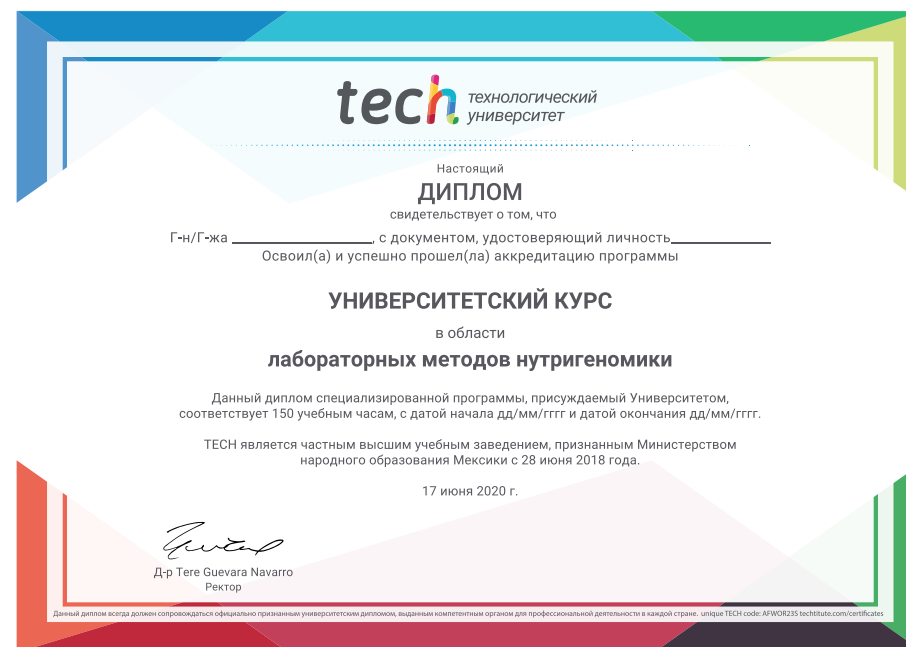 tech технологический
университет
Настоящий
ДИПЛОМ
свидетельствует о том, что
Г-н/Г-жа ____________________, с документом, удостоверяющий личность______________
Освоил(а) и успешно прошел(ла) аккредитацию программы
УНИВЕРСИТЕТСКИЙ КУРС
в области
лабораторных методов нутригеномики
Данный диплом специализированной программы, присуждаемый Университетом,
соответствует 150 учебным часам, с датой начала дд/мм/гггг и датой окончания дд/мм/гггг.
TECH является частным высшим учебным заведением, признанным Министерством
народного образования Мексики с 28 июня 2018 года.
17 июня 2020 г.
Д-р Tere Guevara Navarro
Ректор
Данный диплом всегда должен сопровождаться официально признанным университетским дипломом, выданным компетентным органом для профессиональной деятельности в каждой стране. unique TECH code: AFWOR23S techtitute.com/certificates